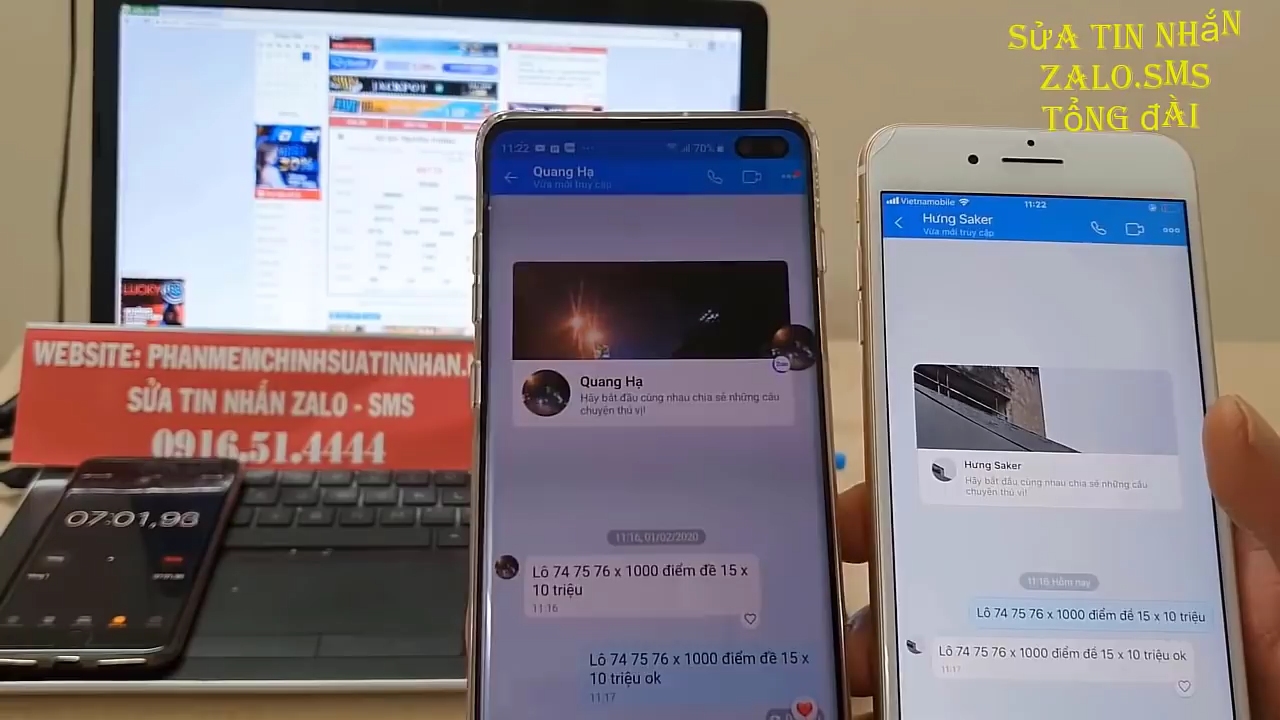 SửA TIN NHắN
ZALO.SMS
TổNG đÀI
JACKPOT
LUCKY
WEBSITE: PHANMEMCHINHSUATINNHAN.
SỬA TIN NHẮN ZALO - SMS
0916.51.4444
07:01,98
11:22
70%
Quang Hạ
Vừa mới truy cập
Quang Hạ
Hãy bắt đầu cùng nhau chia sẻ những câu
chuyện thú vị!
11:16, 01/02/2020
Lô 74 75 76 x 1000 điểm đề 15 x
10 triệu
11:16
Lô 74 75 76 x 1000 điểm đề 15 x
10 triệu ok
11:17
Vietnamobile
11:22
Hưng Saker
Vừa mới truy cập
Hưng Saker
Hãy bắt đầu cùng nhau chia sẻ những câu
chuyện thú vị!
11:16 Hôm nay
Lô 74 75 76 x 1000 điểm đề 15 x 10 triệu
Lô 74 75 76 x 1000 điểm đề 15 x 10 triệu ok
11:17